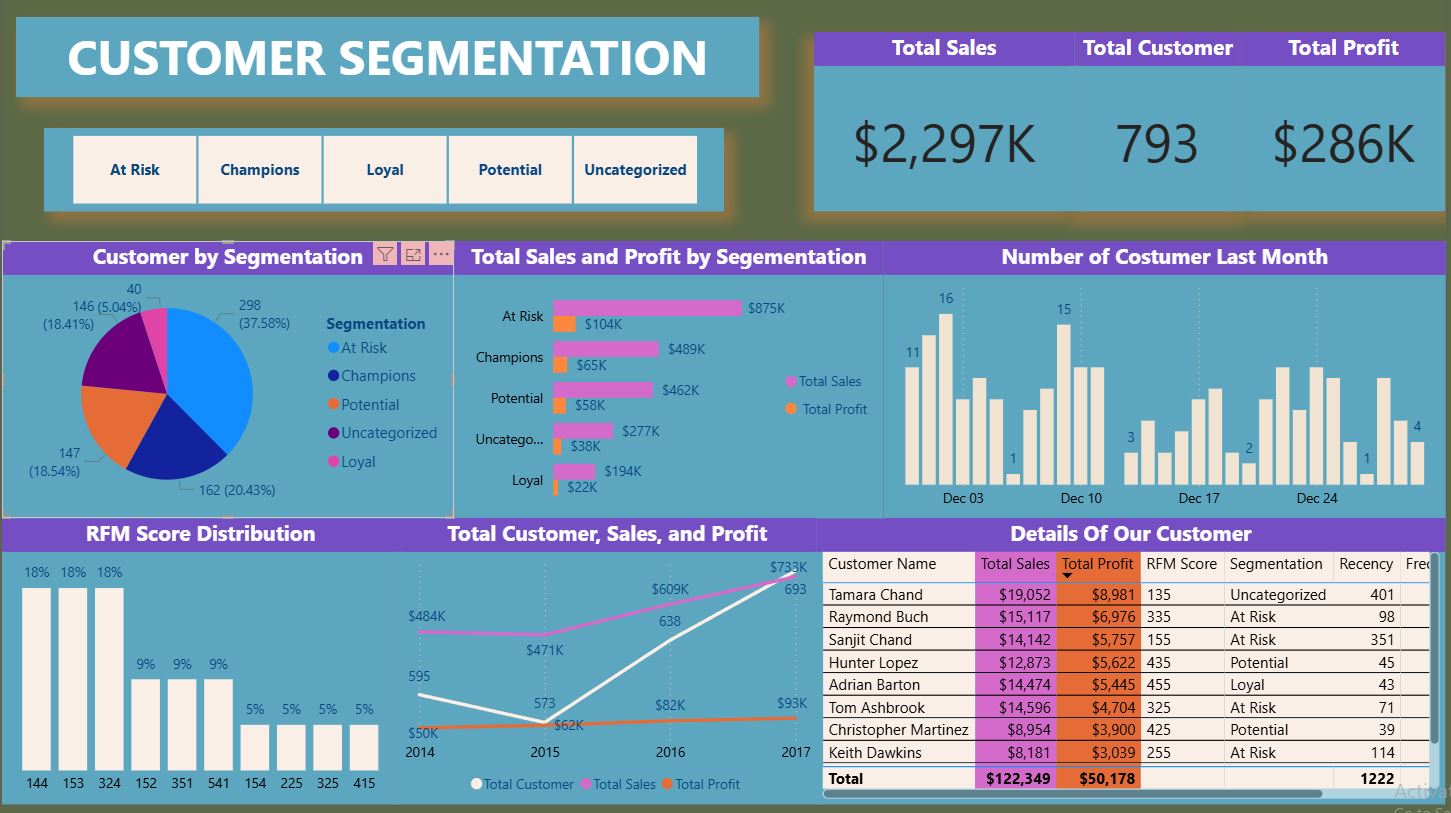 CUSTOMER SEGMENTATION
Total Sales
Total Customer
Total Profit
$2,297K
793
$286K
At Risk
Champions
Loyal
Potential
Uncategorized
Customer by Segmentation
40
(5.04%)
146
(18.41%)
298
(37.58%)
147
(18.54%)
162 (20.43%)
Segmentation
At Risk
Champions
Potential
Uncategorized
Loyal
Total Sales and Profit by Segementation
At Risk
$875K
$104K
Champions
$489K
$65K
Potential
$462K
$58K
Uncatego...
$277K
$38K
Loyal
$194K
$22K
Total Sales
Total Profit
Number of Costumer Last Month
11
16
1
15
3
2
1
4
Dec 03
Dec 10
Dec 17
Dec 24
RFM Score Distribution
18% 18% 18% 9% 9% 9% 5% 5% 5% 5%
144 153 324 152 351 541 154 225 325 415
Total Customer, Sales, and Profit
$484K
$471K
$609K
$733K
595
573
638
693
$50K
$62K
$82K
$93K
2014 2015 2016 2017
Total Customer Total Sales Total Profit
Details Of Our Customer
Customer Name Total Sales Total Profit RFM Score Segmentation Recency
Tamara Chand $19,052 $8,981 135 Uncategorized 401
Raymond Buch $15,117 $6,976 335 At Risk 98
Sanjit Chand $14,142 $5,757 155 At Risk 351
Hunter Lopez $12,873 $5,622 435 Potential 45
Adrian Barton $14,474 $5,445 455 Loyal 43
Tom Ashbrook $14,596 $4,704 325 At Risk 71
Christopher Martinez $8,954 $3,900 425 Potential 39
Keith Dawkins $8,181 $3,039 255 At Risk 114
Total $122,349 $50,178 1222